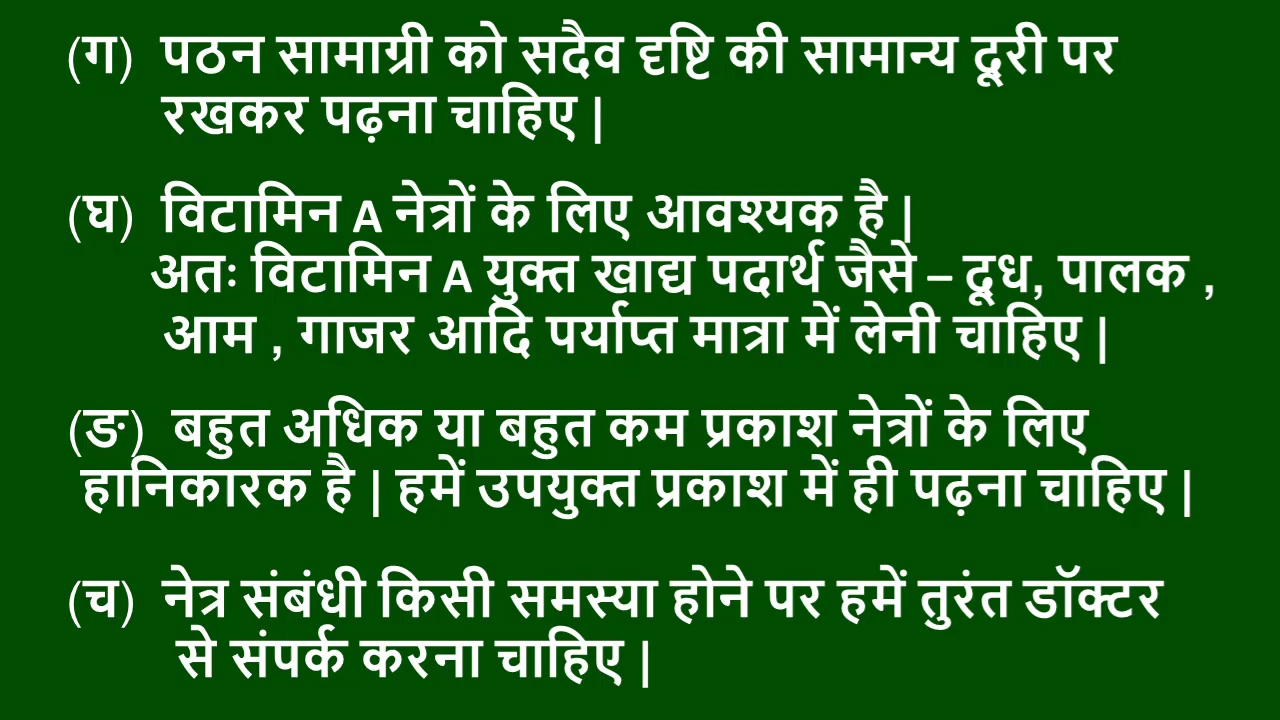 (ग) पठन सामाग्री को सदैव दृष्टि की सामान्य दूरी पर
रखकर पढ़ना चाहिए |
(घ) विटामिन A नेत्रों के लिए आवश्यक है |
अतः विटामिन A युक्त खाद्य पदार्थ जैसे – दूध, पालक ,
आम , गाजर आदि पर्याप्त मात्रा में लेनी चाहिए |
(ङ) बहुत अधिक या बहुत कम प्रकाश नेत्रों के लिए
हानिकारक है | हमें उपयुक्त प्रकाश में ही पढ़ना चाहिए |
(च) नेत्र संबंधी किसी समस्या होने पर हमें तुरंत डॉक्टर
से संपर्क करना चाहिए |